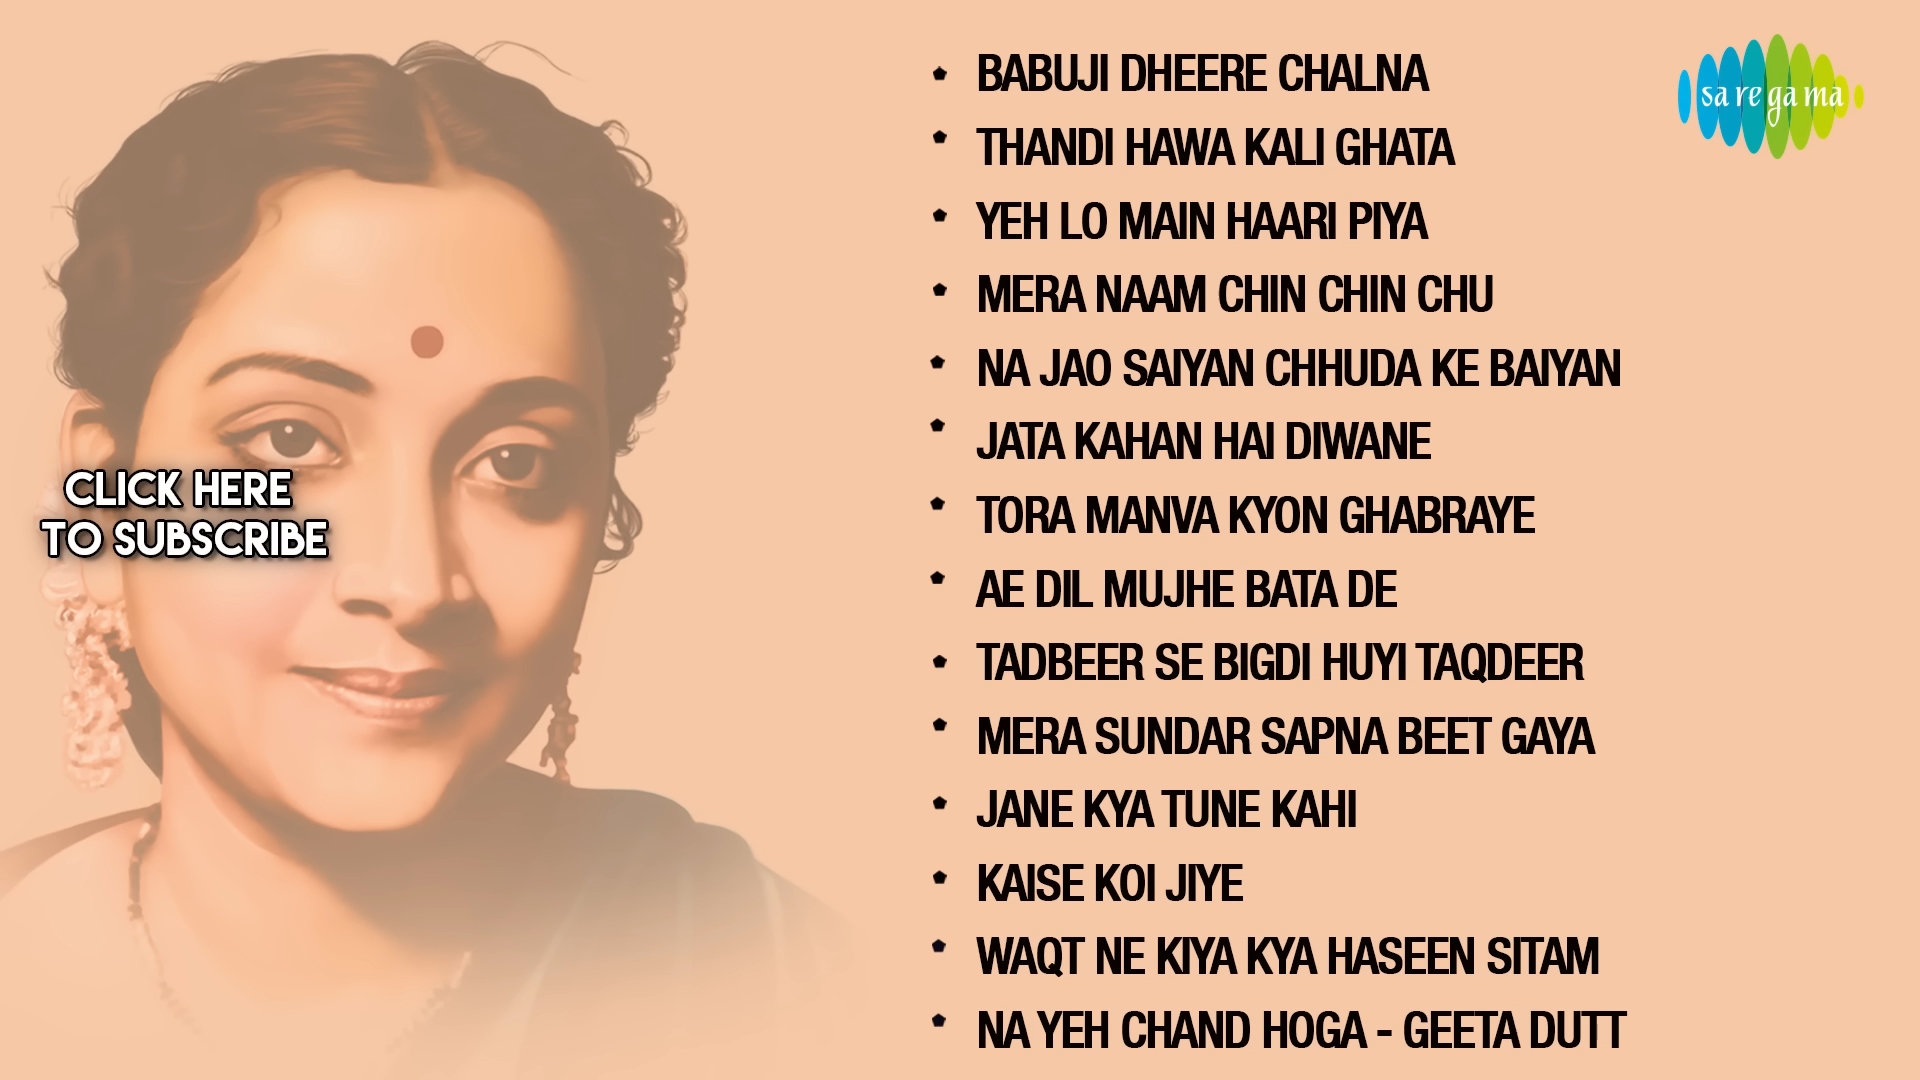 BABUJI DHEERE CHALNA
sa re ga ma
THANDI HAWA KALI GHATA
YEH LO MAIN HAARI PIYA
MERA NAAM CHIN CHIN CHU
NA JAO SAIYAN CHHUDA KE BAIYAN
JATA KAHAN HAI DIWANE
CLICK HERE
TO SUBSCRIBE
TORA MANVA KYON GHABRAYE
AE DIL MUJHE BATA DE
TADBEER SE BIGDI HUYI TAQDEER
MERA SUNDAR SAPNA BEET GAYA
JANE KYA TUNE KAHI
KAISE KOI JIYE
WAQT NE KIYA KYA HASEEN SITAM
NA YEH CHAND HOGA - GEETA DUTT